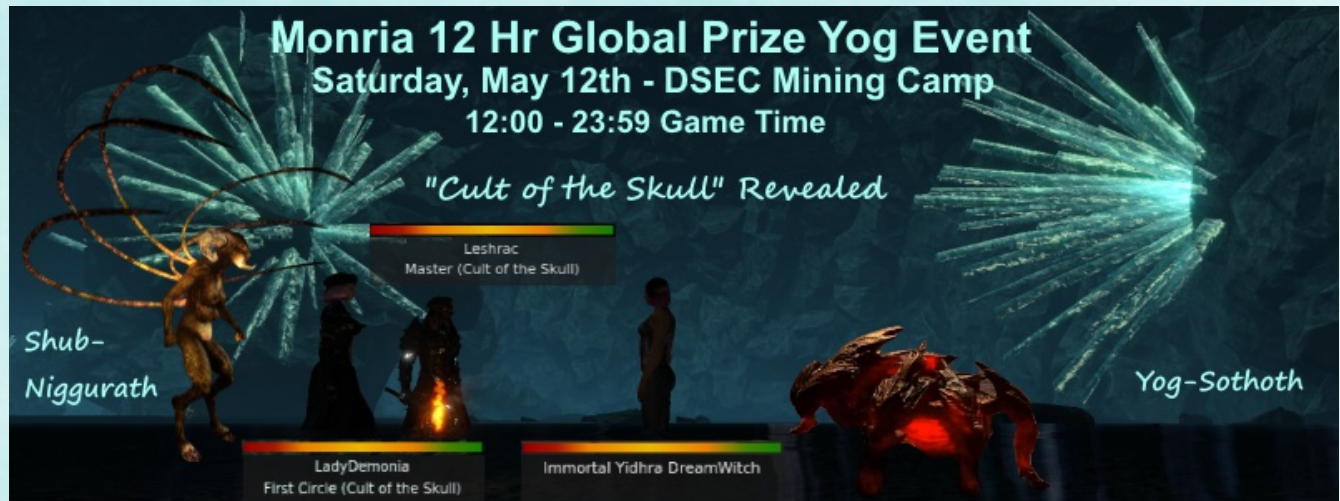 Monria 12 Hr Global Prize Yog Event
Saturday, May 12th - DSEC Mining Camp
12:00 - 23:59 Game Time
"Cult of the Skull" Revealed
Leshrac
Master (Cult of the Skull)
Shub-
Niggurath
Yog-Sothoth
LadyDemonia
First Circle (Cult of the Skull)
Immortal Yidhra DreamWitch